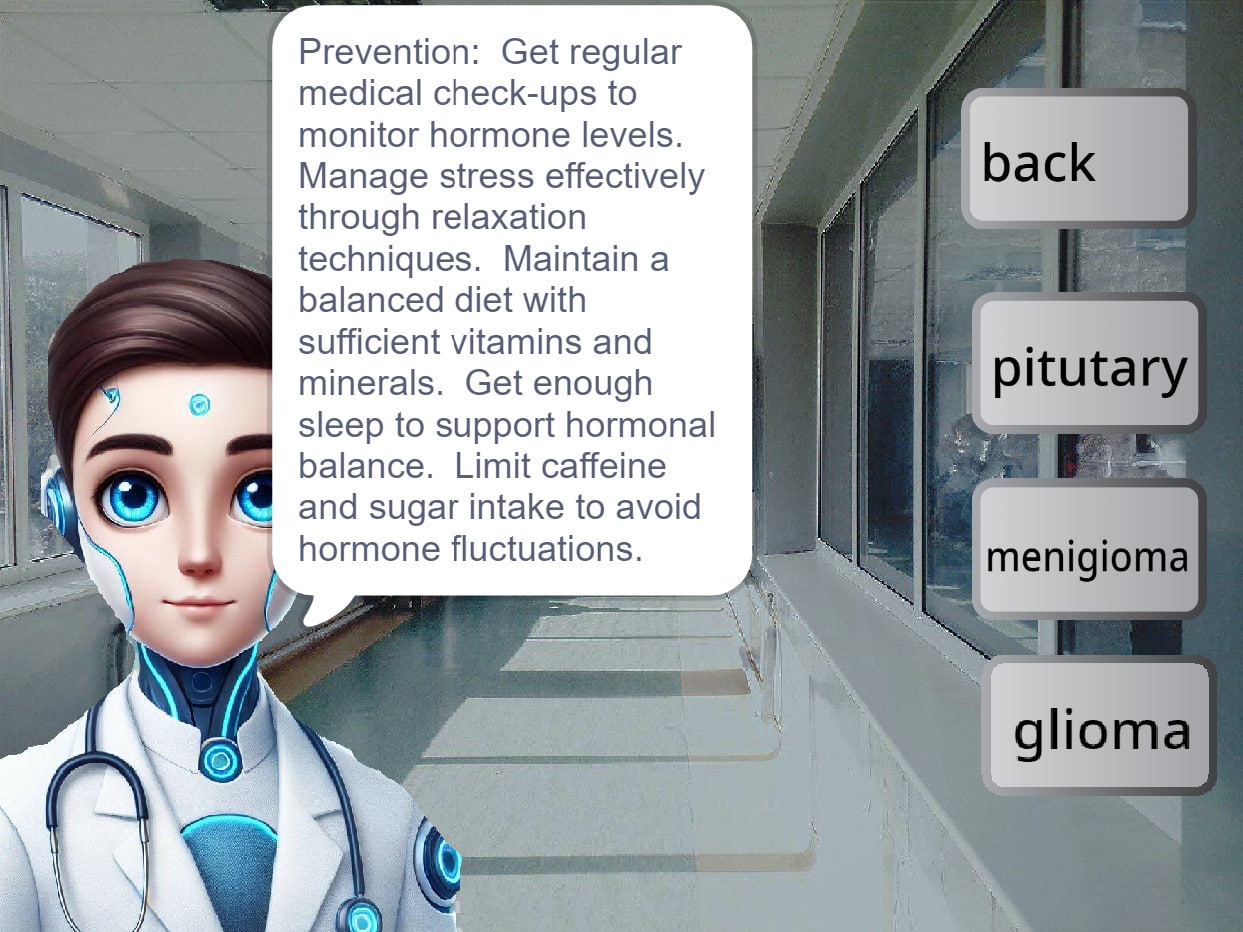 Prevention:  Get regular
medical check-ups to
monitor hormone levels.
Manage stress effectively
through relaxation
techniques.  Maintain a
balanced diet with
sufficient vitamins and
minerals.  Get enough
sleep to support hormonal
balance.  Limit caffeine
and sugar intake to avoid
hormone fluctuations.
back
pitutary
menigioma
glioma